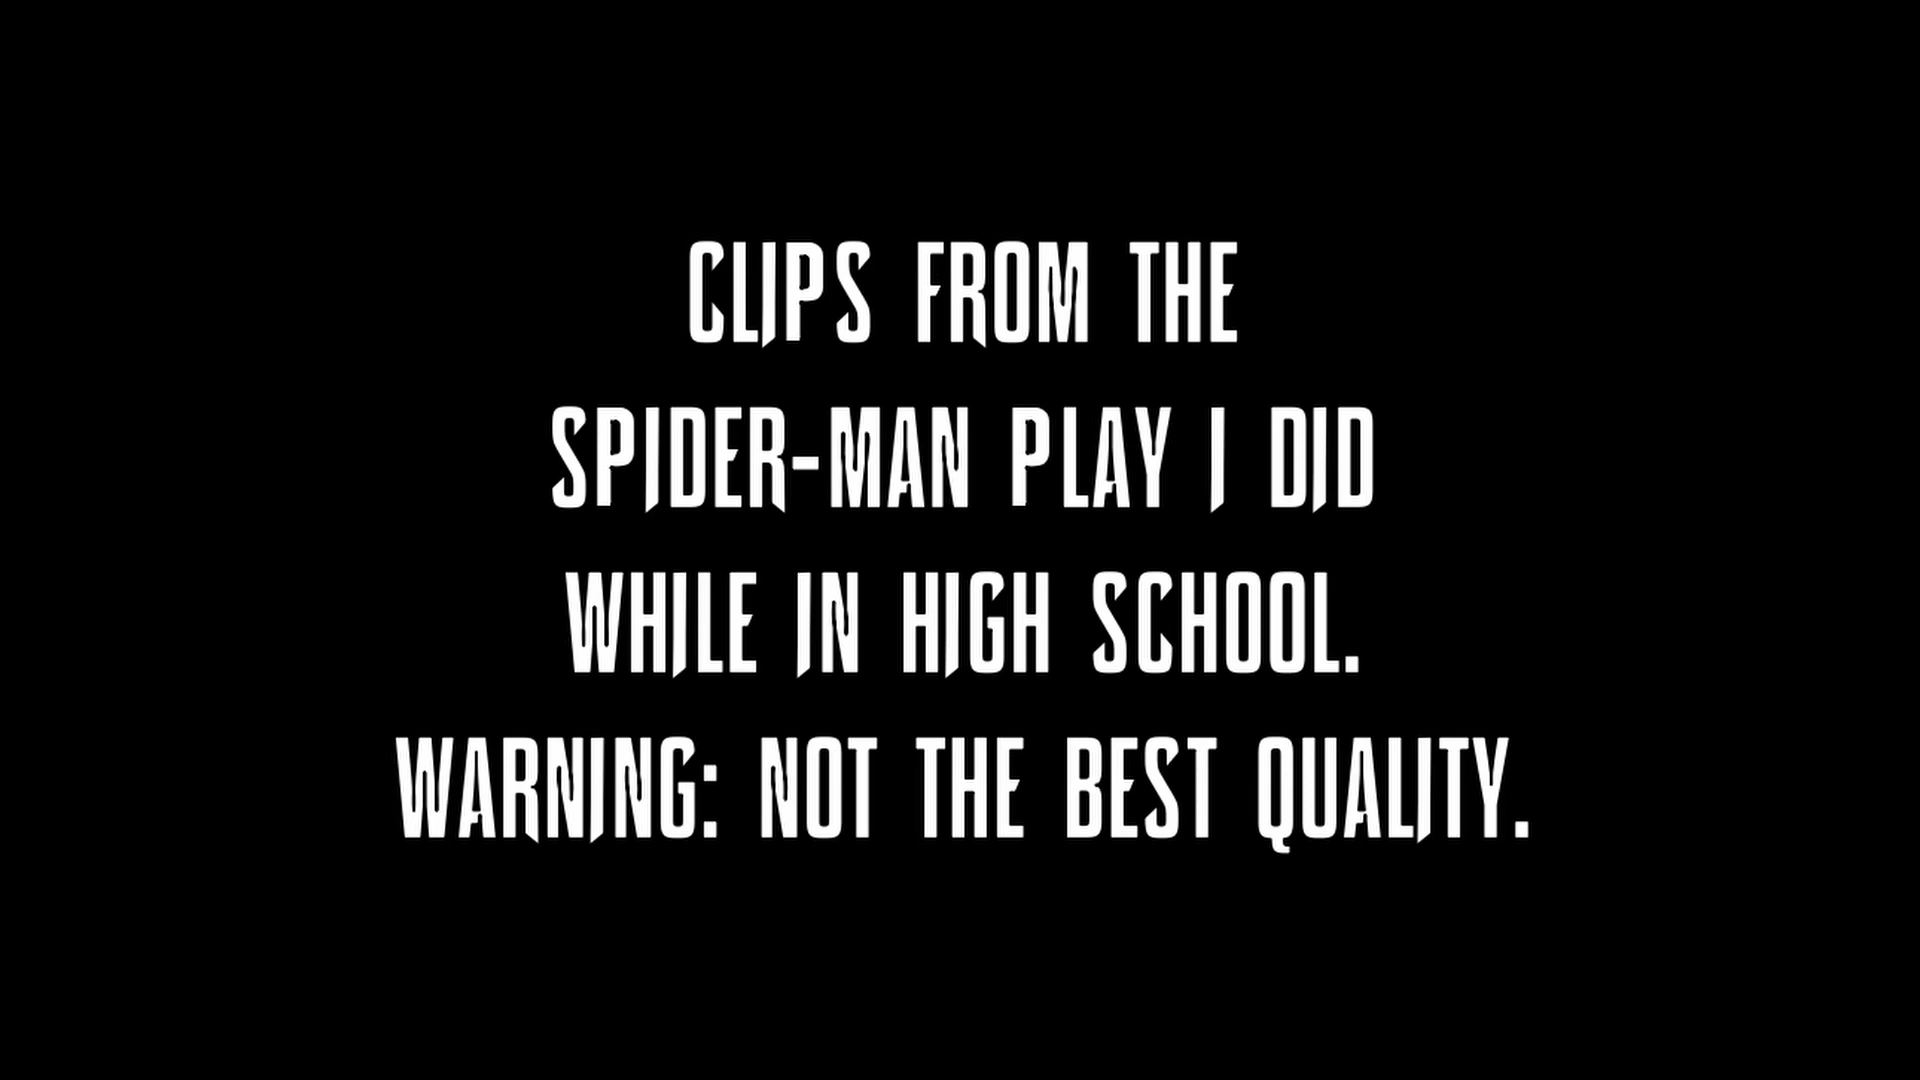 CLIPS FROM THE
SPIDER-MAN PLAY I DID
WHILE IN HIGH SCHOOL.
WARNING: NOT THE BEST QUALITY.